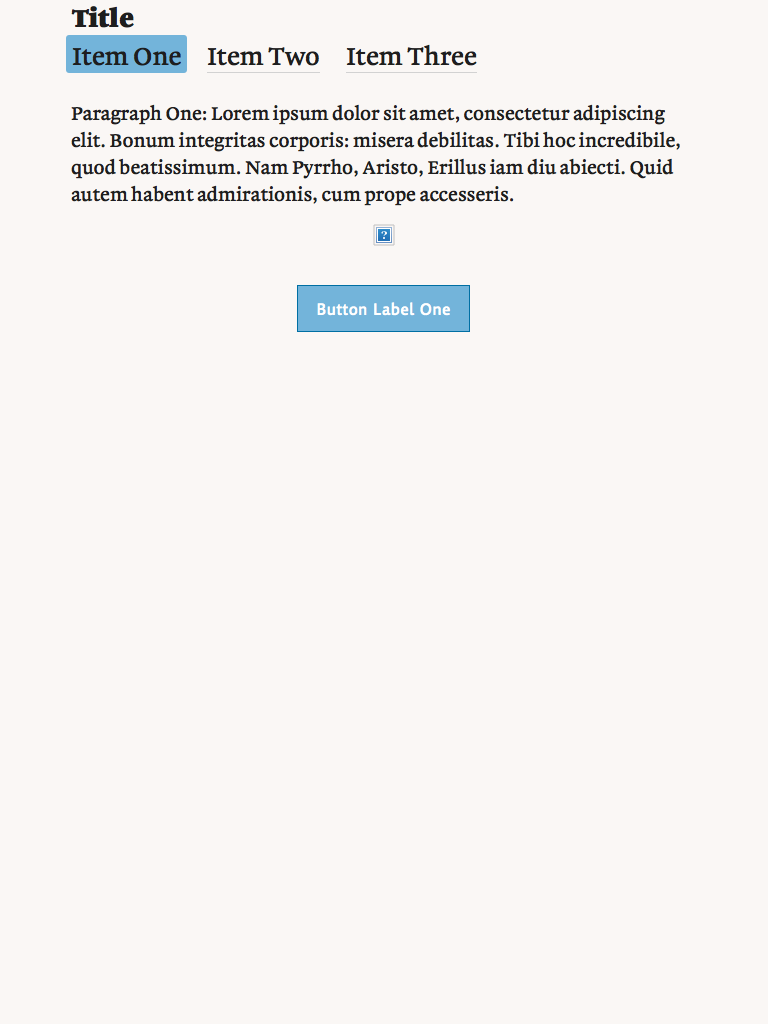 Title
Item One Item Two Item Three
Paragraph One: Lorem ipsum dolor sit amet, consectetur adipiscing
elit. Bonum integritas corporis: misera debilitas. Tibi hoc incredibile,
quod beatissimum. Nam Pyrrho, Aristo, Erillus iam diu abiecti. Quid
autem habent admirationis, cum prope accesseris.
?
Button Label One